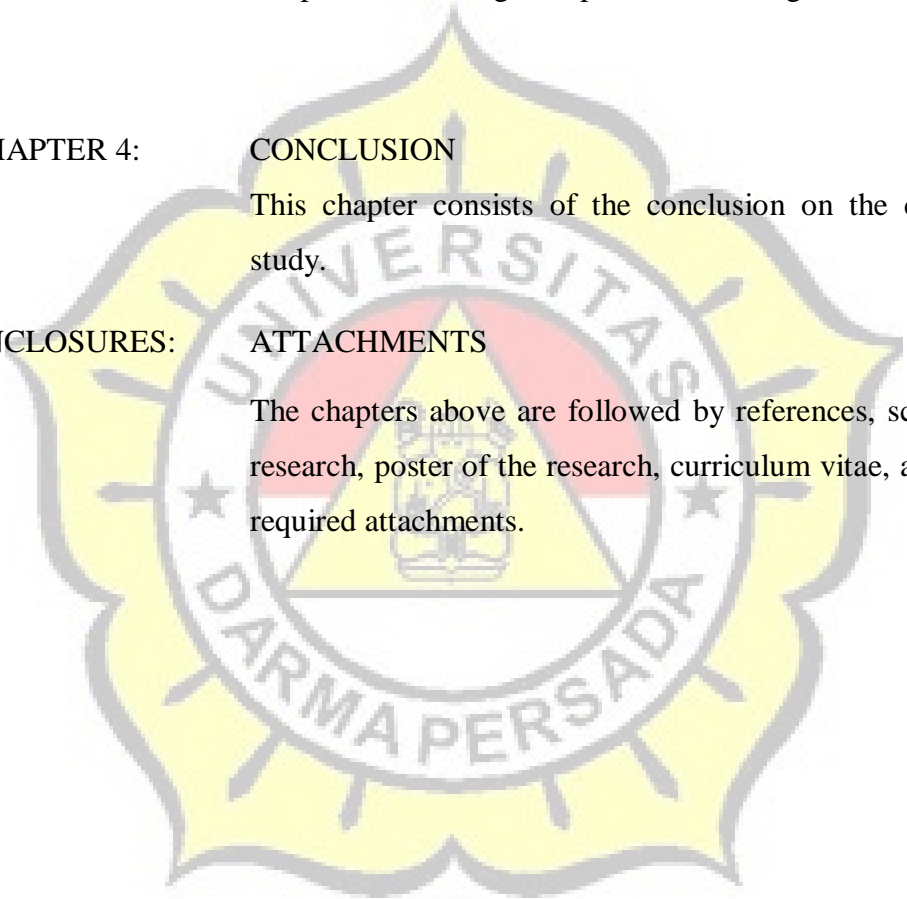 HAPTER 4: CONCLUSION
This chapter consists of the conclusion on the
study.
NCLOSURES: ATTACHMENTS
The chapters above are followed by references, sc
research, poster of the research, curriculum vitae, a
required attachments.
UNIVERSITAS
DARMA PERSADA